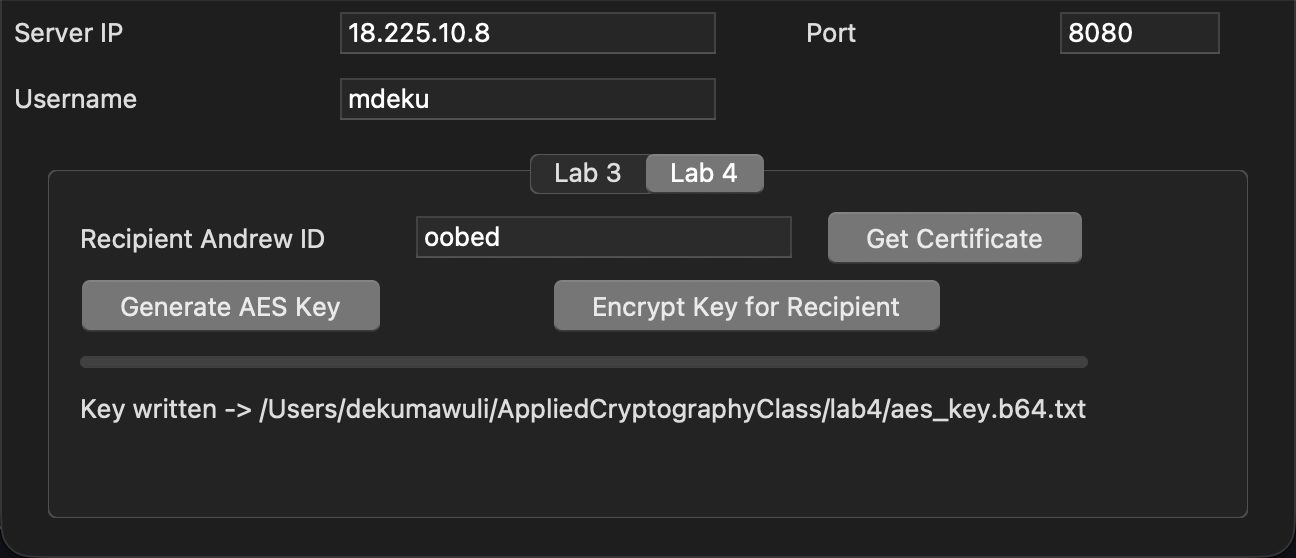 Server IP 18.225.10.8 Port 8080
Username mdeku
Lab 3 Lab 4
Recipient Andrew ID oobed Get Certificate
Generate AES Key Encrypt Key for Recipient
Key written -> /Users/dekumawuli/AppliedCryptographyClass/lab4/aes_key.b64.txt